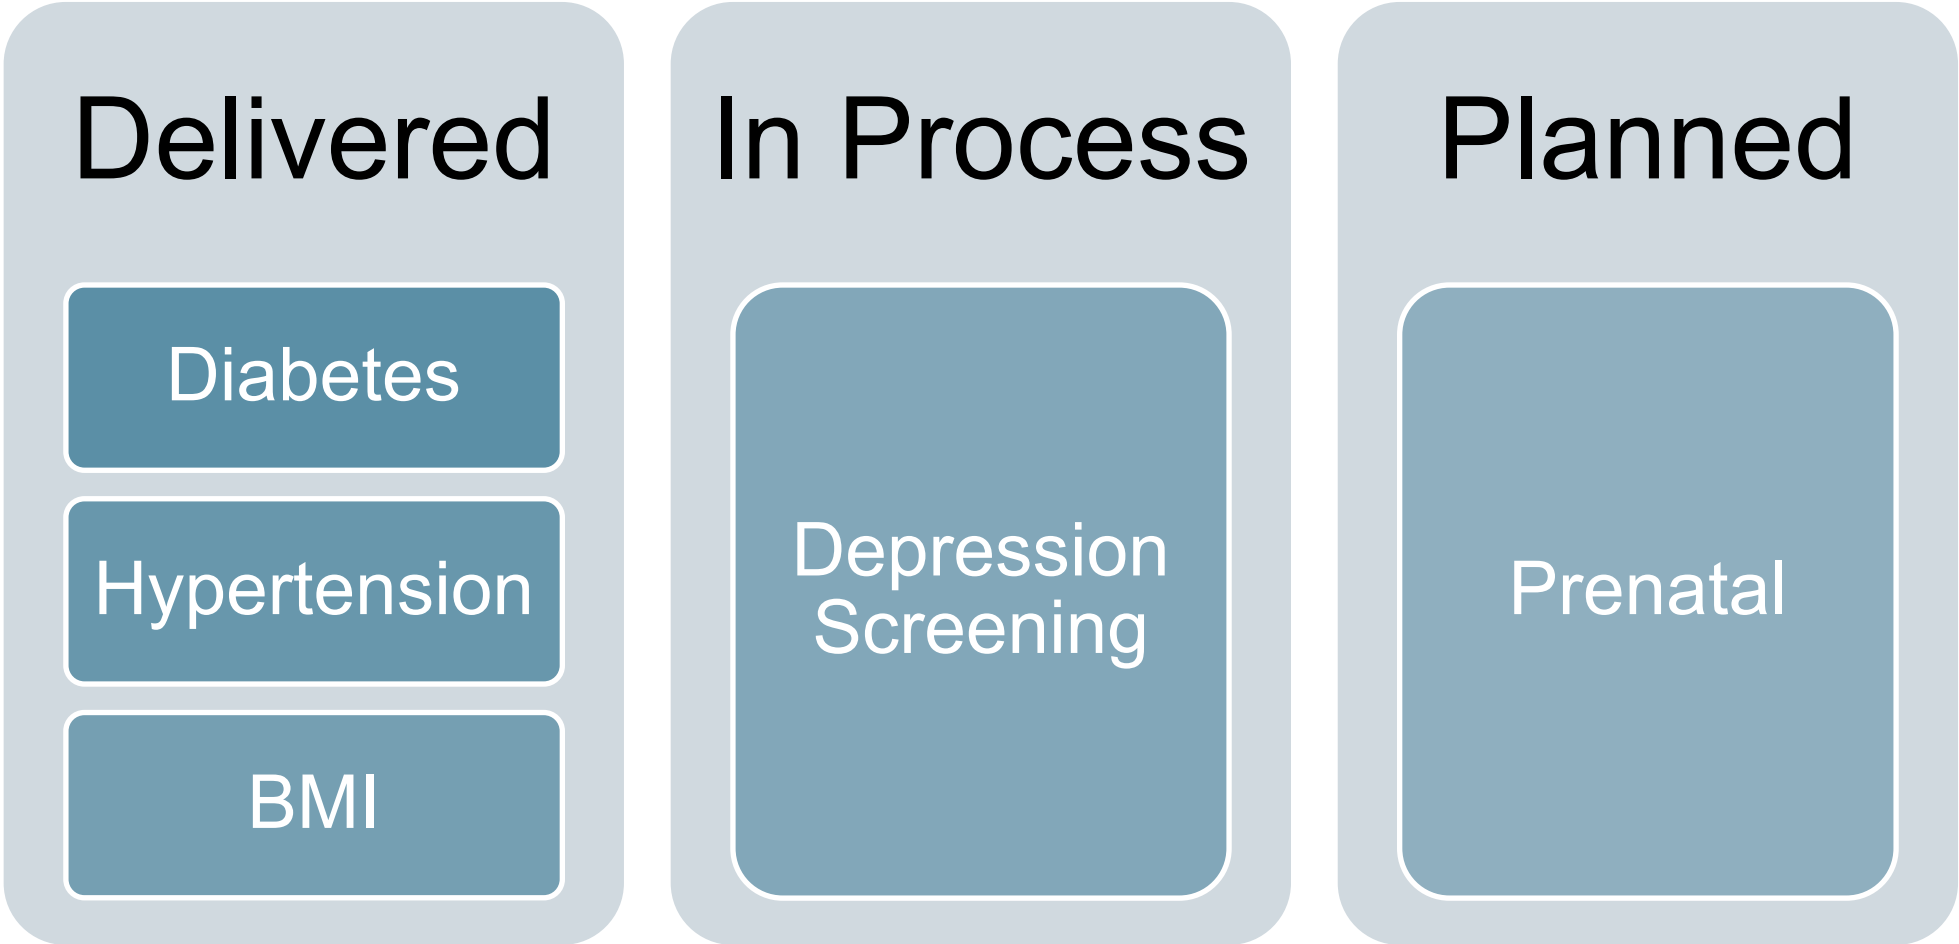 Delivered
Diabetes
Hypertension
BMI
In Process
Depression
Screening
Planned
Prenatal